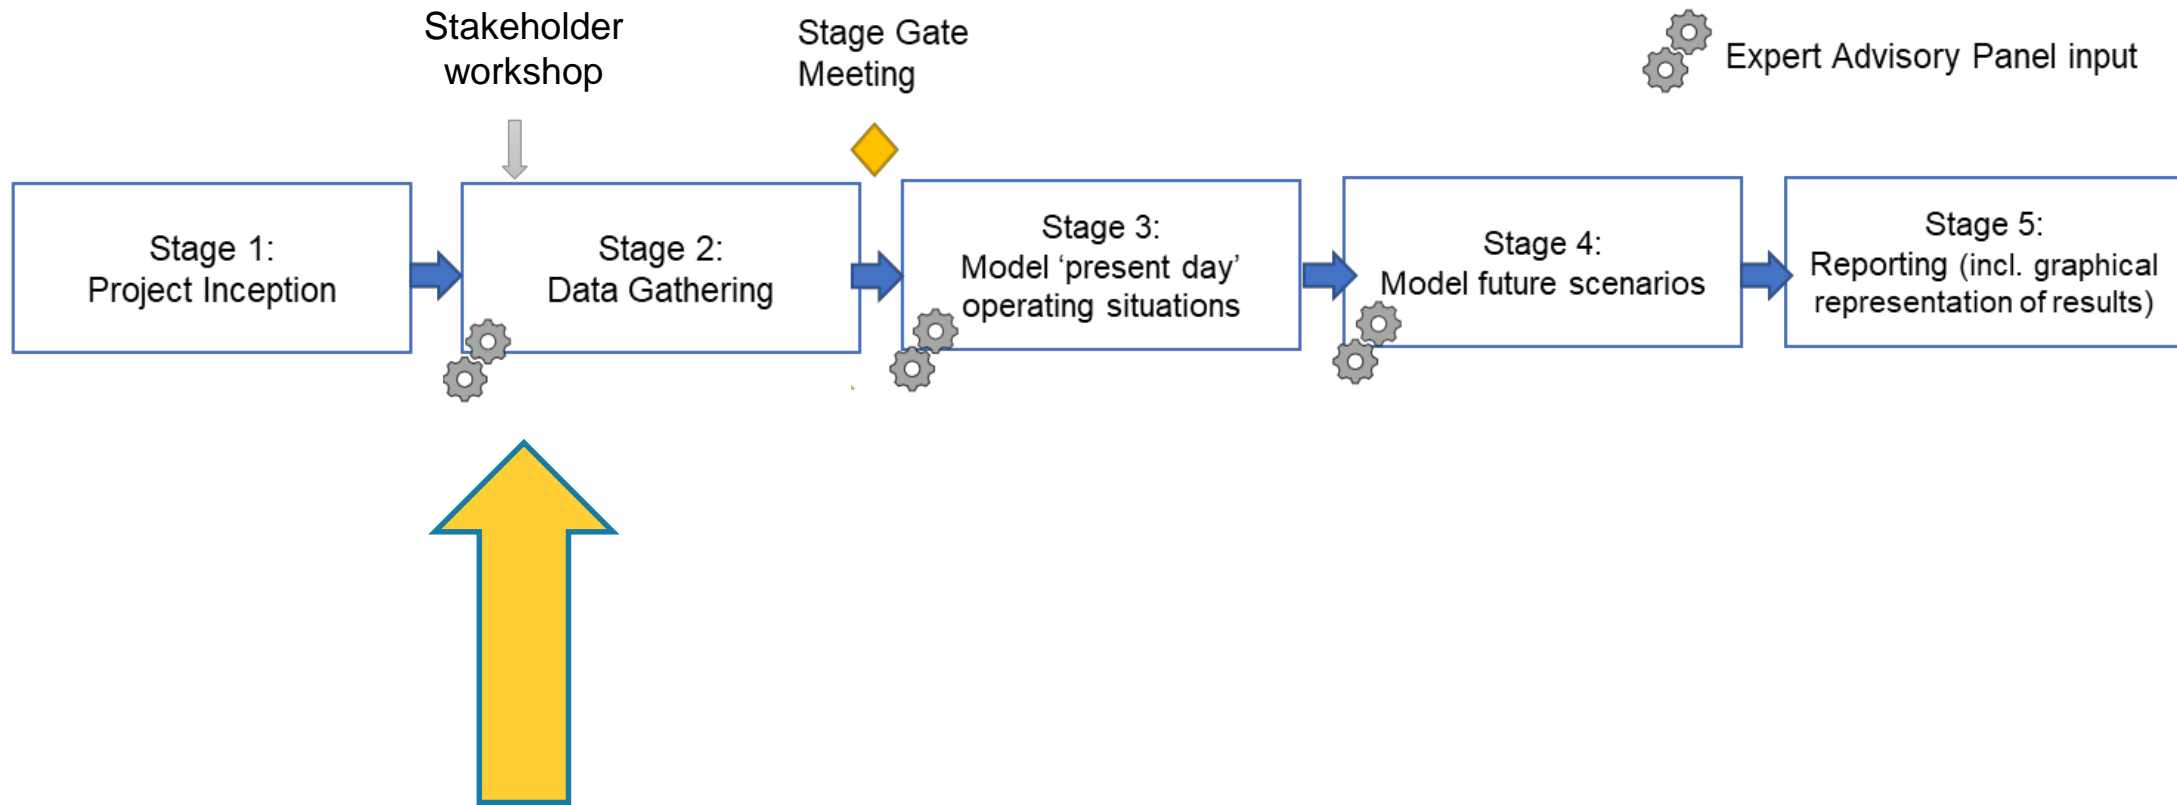 Stakeholder
workshop
Stage Gate
Meeting
Expert Advisory Panel input
Stage 1:
Project Inception
Stage 2:
Data Gathering
Stage 3:
Model ‘present day’
operating situations
Stage 4:
Model future scenarios
Stage 5:
Reporting (incl. graphical
representation of results)